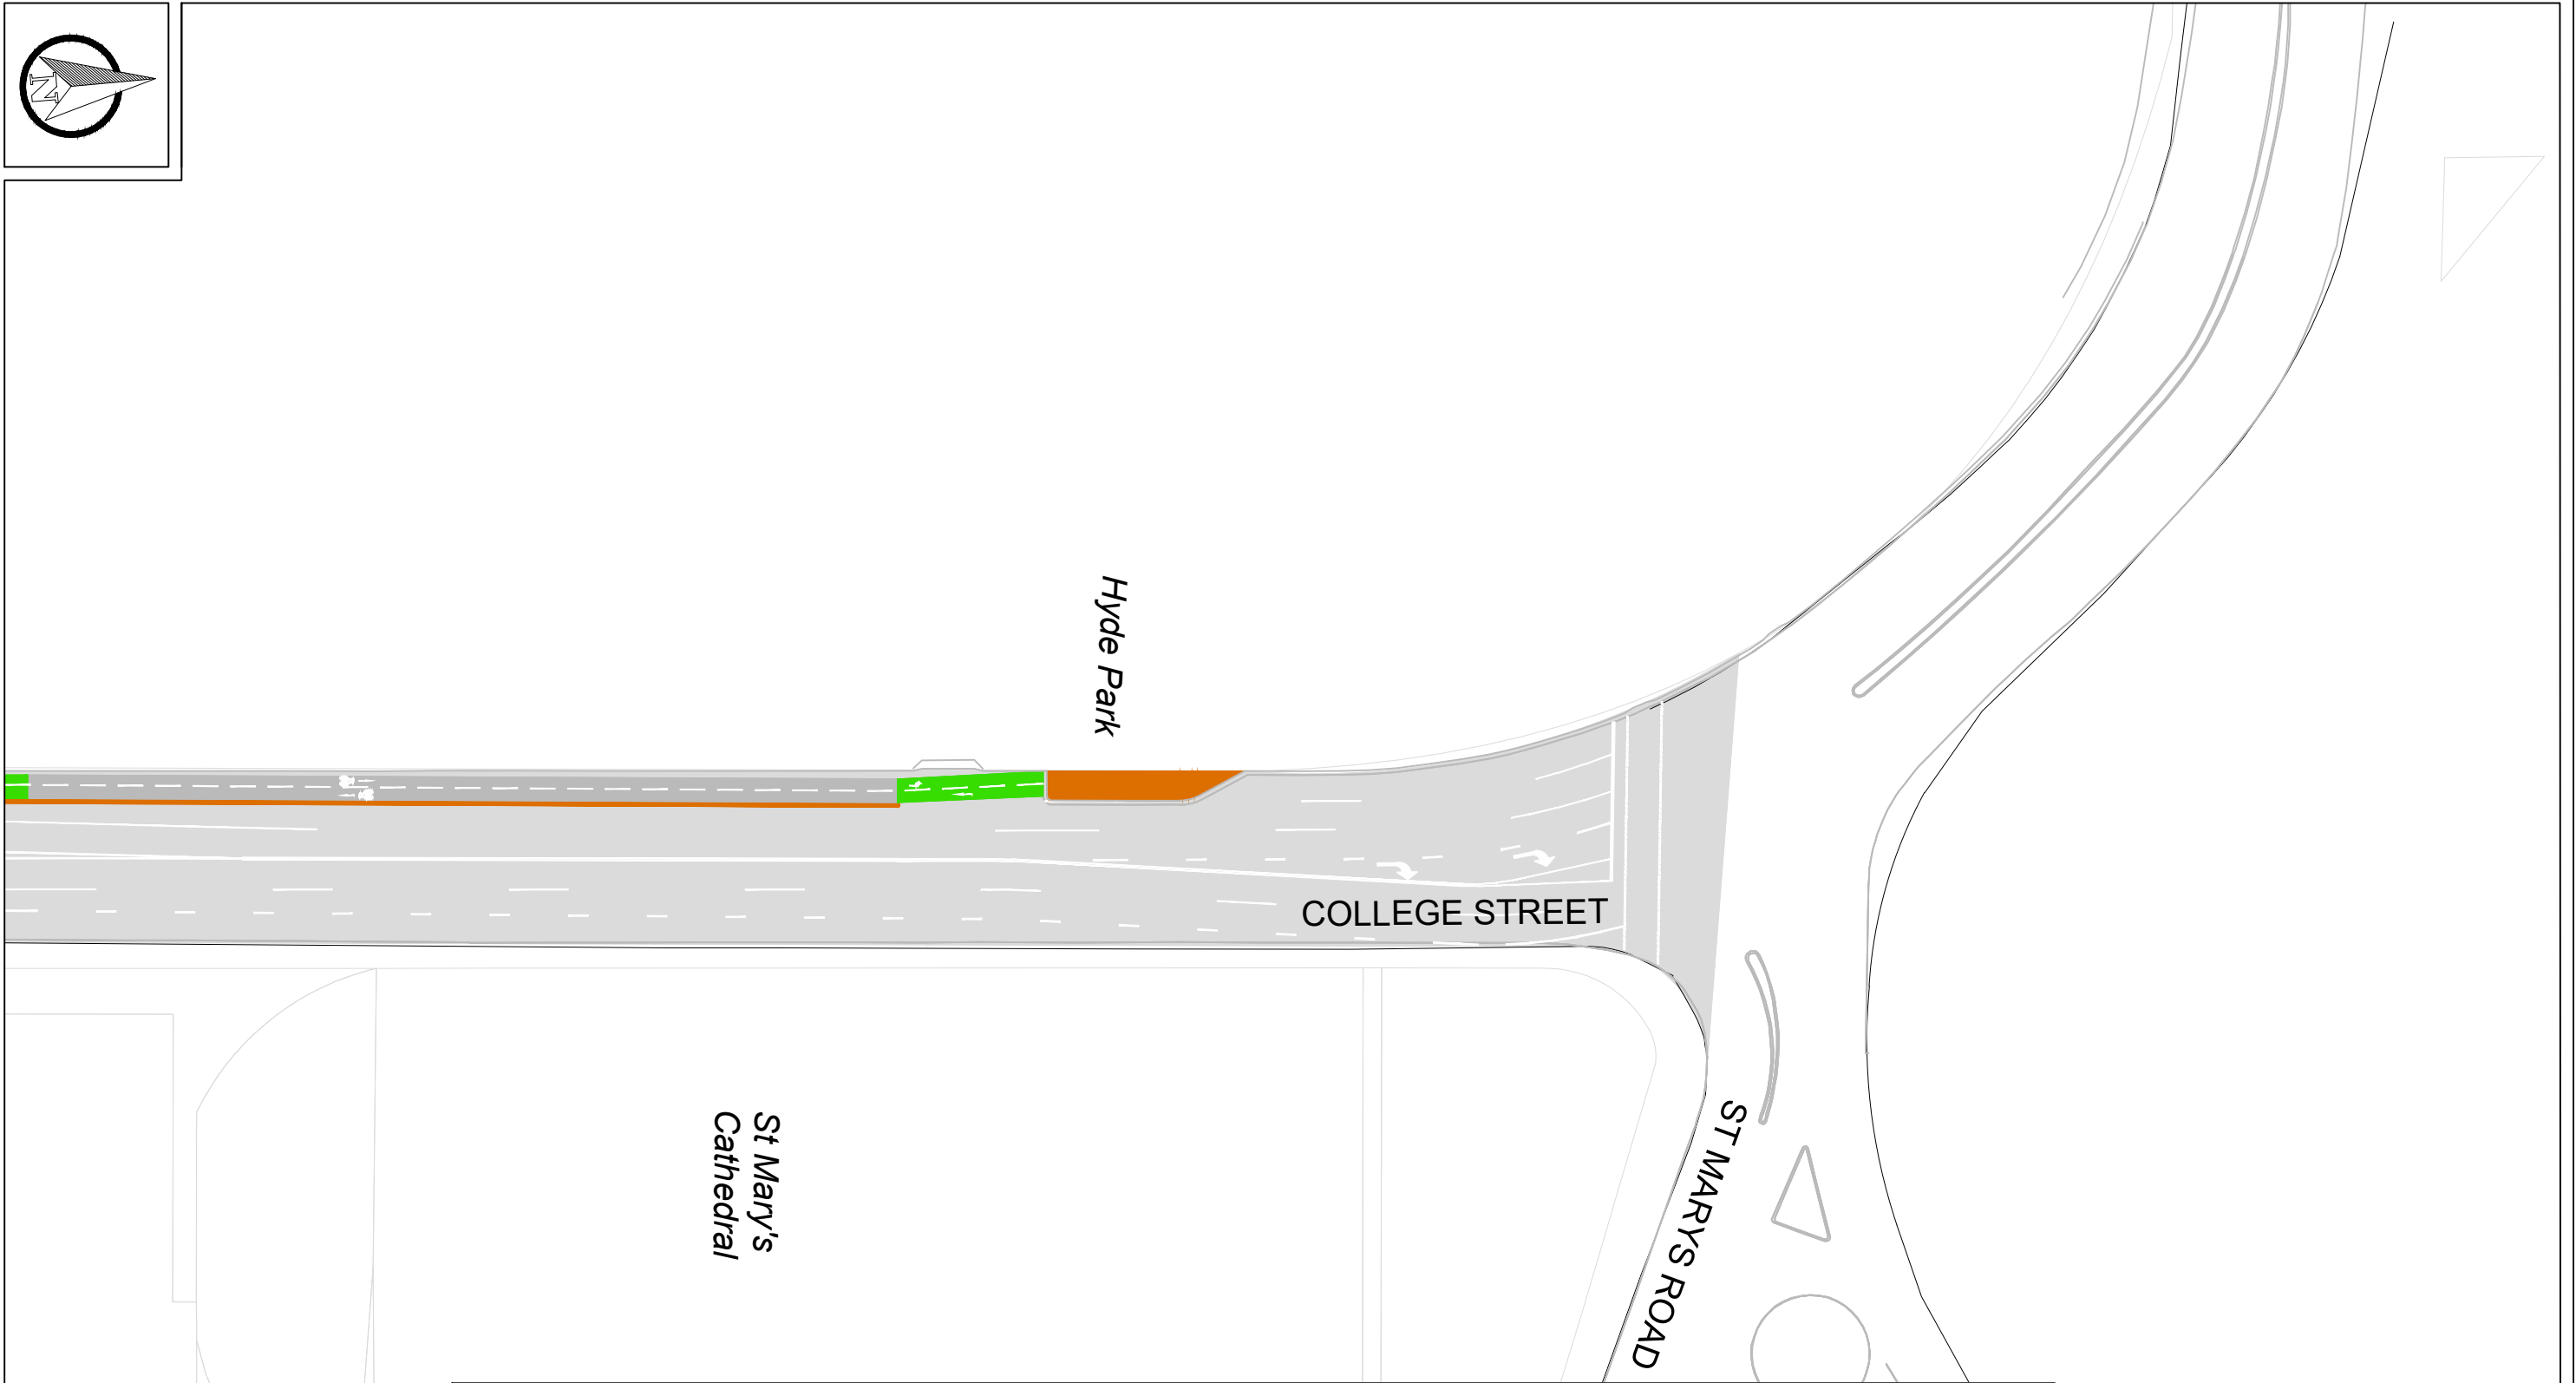 N
Hyde Park
COLLEGE STREET
St Mary's
Cathedral
ST MARYS ROAD